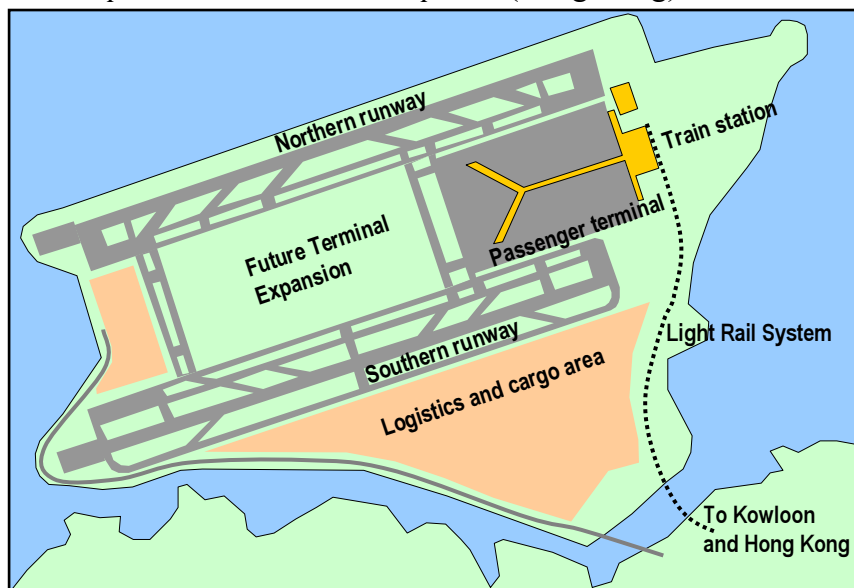 Northern runway
Train station
Passenger terminal
Future Terminal
Expansion
Light Rail System
Southern runway
Logistics and cargo area
To Kowloon
and Hong Kong